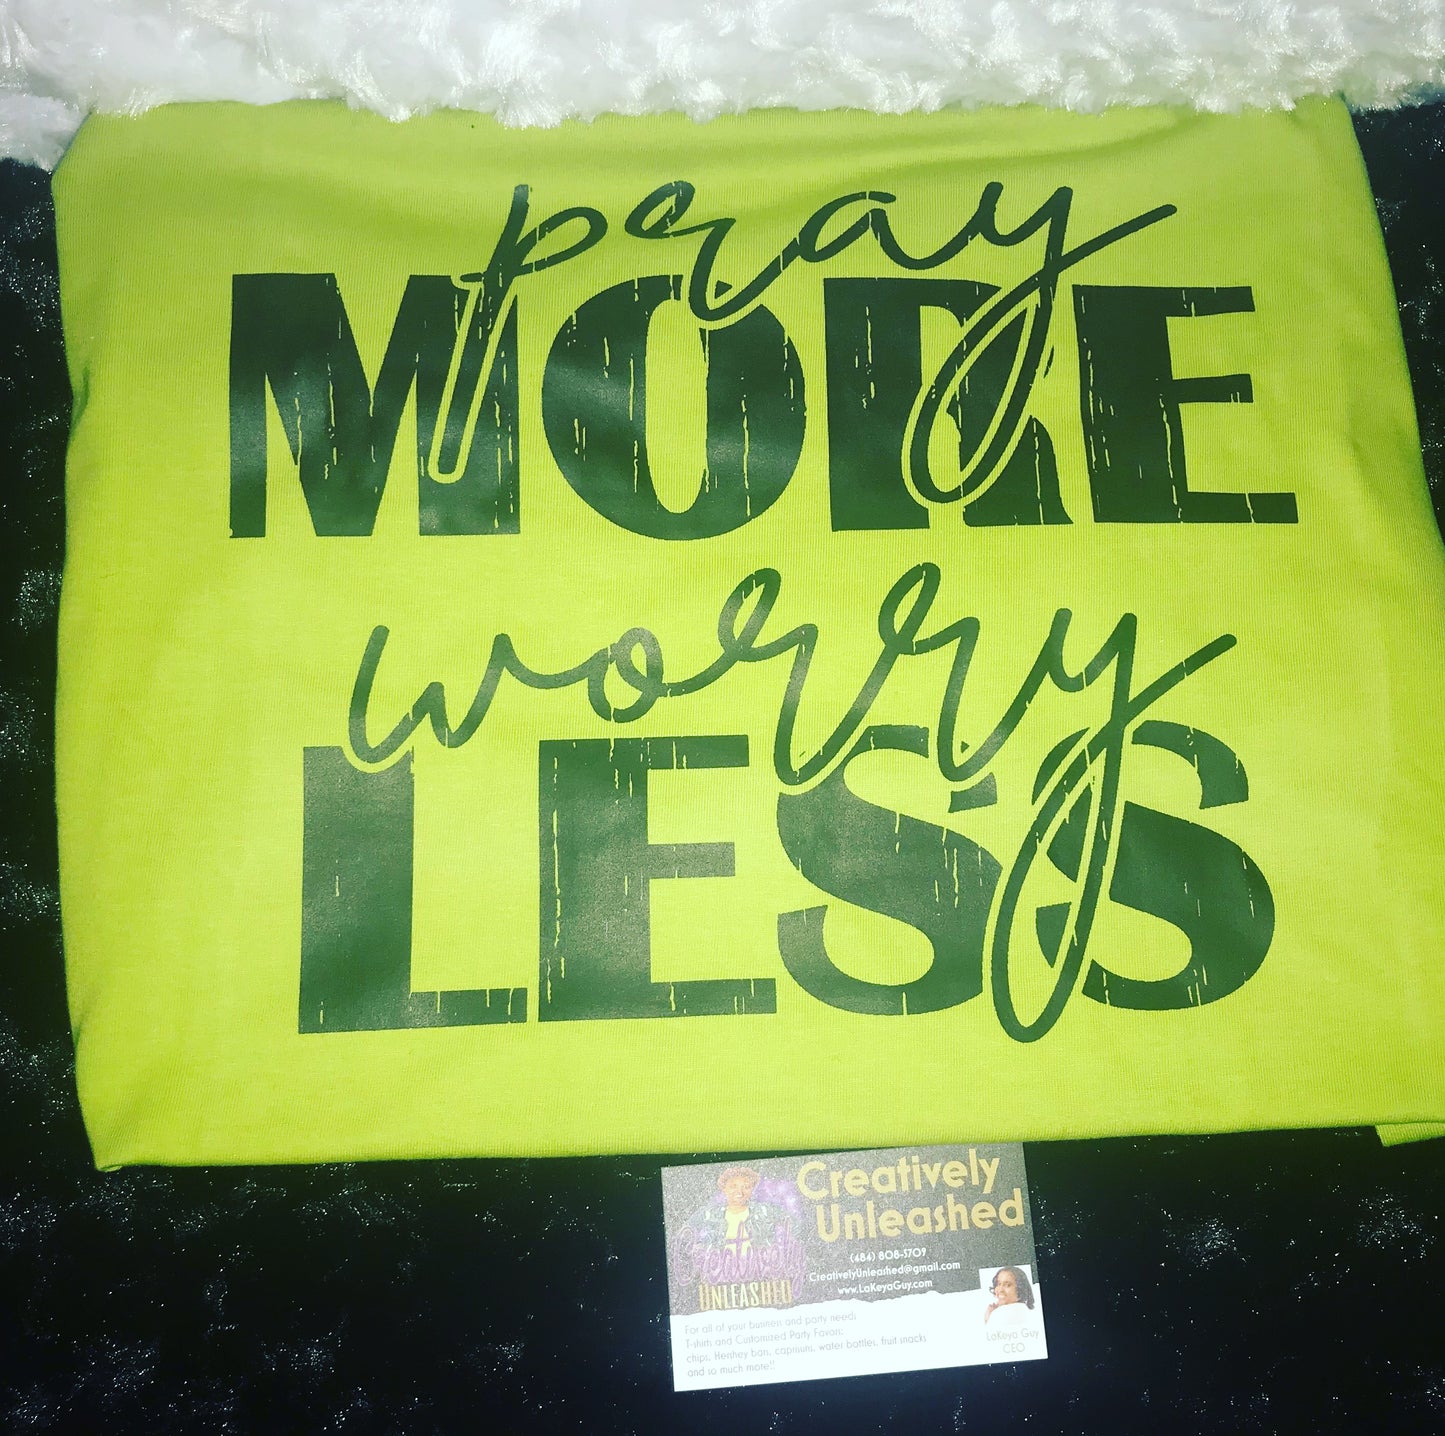 pray
MORE
worry
LESS
Creatively
Unleashed
(484) 808-5709
CreativelyUnleashed@gmail.com
www.LaKeyaGuy.com
Creatively
UNLEASHED
For all of your business and party needs
T-shirts and Customized Party Favors;
chips, Hershey bars, caprisuns, water bottles, fruit snacks
and so much more!!
LaKeya Guy
CEO